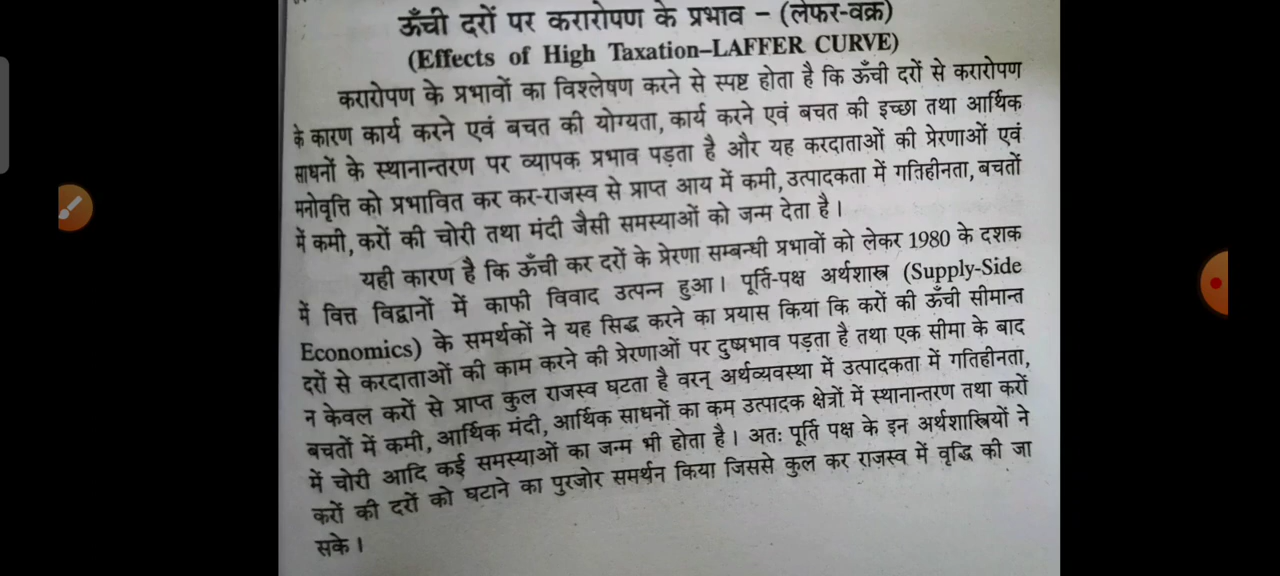 ऊँची दरों पर करारोपण के प्रभाव – (लेफर-वक्र)
(Effects of High Taxation–LAFFER CURVE)
करारोपण के प्रभावों का विश्लेषण करने से स्पष्ट होता है कि ऊँची दरों से करारोपण
के कारण कार्य करने एवं बचत की योग्यता, कार्य करने एवं बचत की इच्छा तथा आर्थिक
साधनों के स्थानान्तरण पर व्यापक प्रभाव पड़ता है और यह करदाताओं की प्रेरणाओं एवं
मनोवृत्ति को प्रभावित कर कर-राजस्व से प्राप्त आय में कमी, उत्पादकता में गतिहीनता, बचतों
में कमी, करों की चोरी तथा मंदी जैसी समस्याओं को जन्म देता है।
यही कारण है कि ऊँची कर दरों के प्रेरणा सम्बन्धी प्रभावों को लेकर 1980 के दशक
में वित्त विद्वानों में काफी विवाद उत्पन्न हुआ। पूर्ति-पक्ष अर्थशास्त्र (Supply-Side
Economics) के समर्थकों ने यह सिद्ध करने का प्रयास किया कि करों की ऊँची सीमान्त
दरों से करदाताओं की काम करने की प्रेरणाओं पर दुष्प्रभाव पड़ता है तथा एक सीमा के बाद
न केवल करों से प्राप्त कुल राजस्व घटता है वरन् अर्थव्यवस्था में उत्पादकता में गतिहीनता,
बचतों में कमी, आर्थिक मंदी, आर्थिक साधनों का कम उत्पादक क्षेत्रों में स्थानान्तरण तथा करों
में चोरी आदि कई समस्याओं का जन्म भी होता है। अतः पूर्ति पक्ष के इन अर्थशास्त्रियों ने
करों की दरों को घटाने का पुरजोर समर्थन किया जिससे कुल कर राजस्व में वृद्धि की जा
सके।